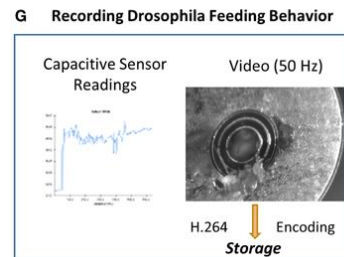 G Recording Drosophila Feeding Behavior
Capacitive Sensor
Readings
Video (50 Hz)
H.264 Encoding
Storage